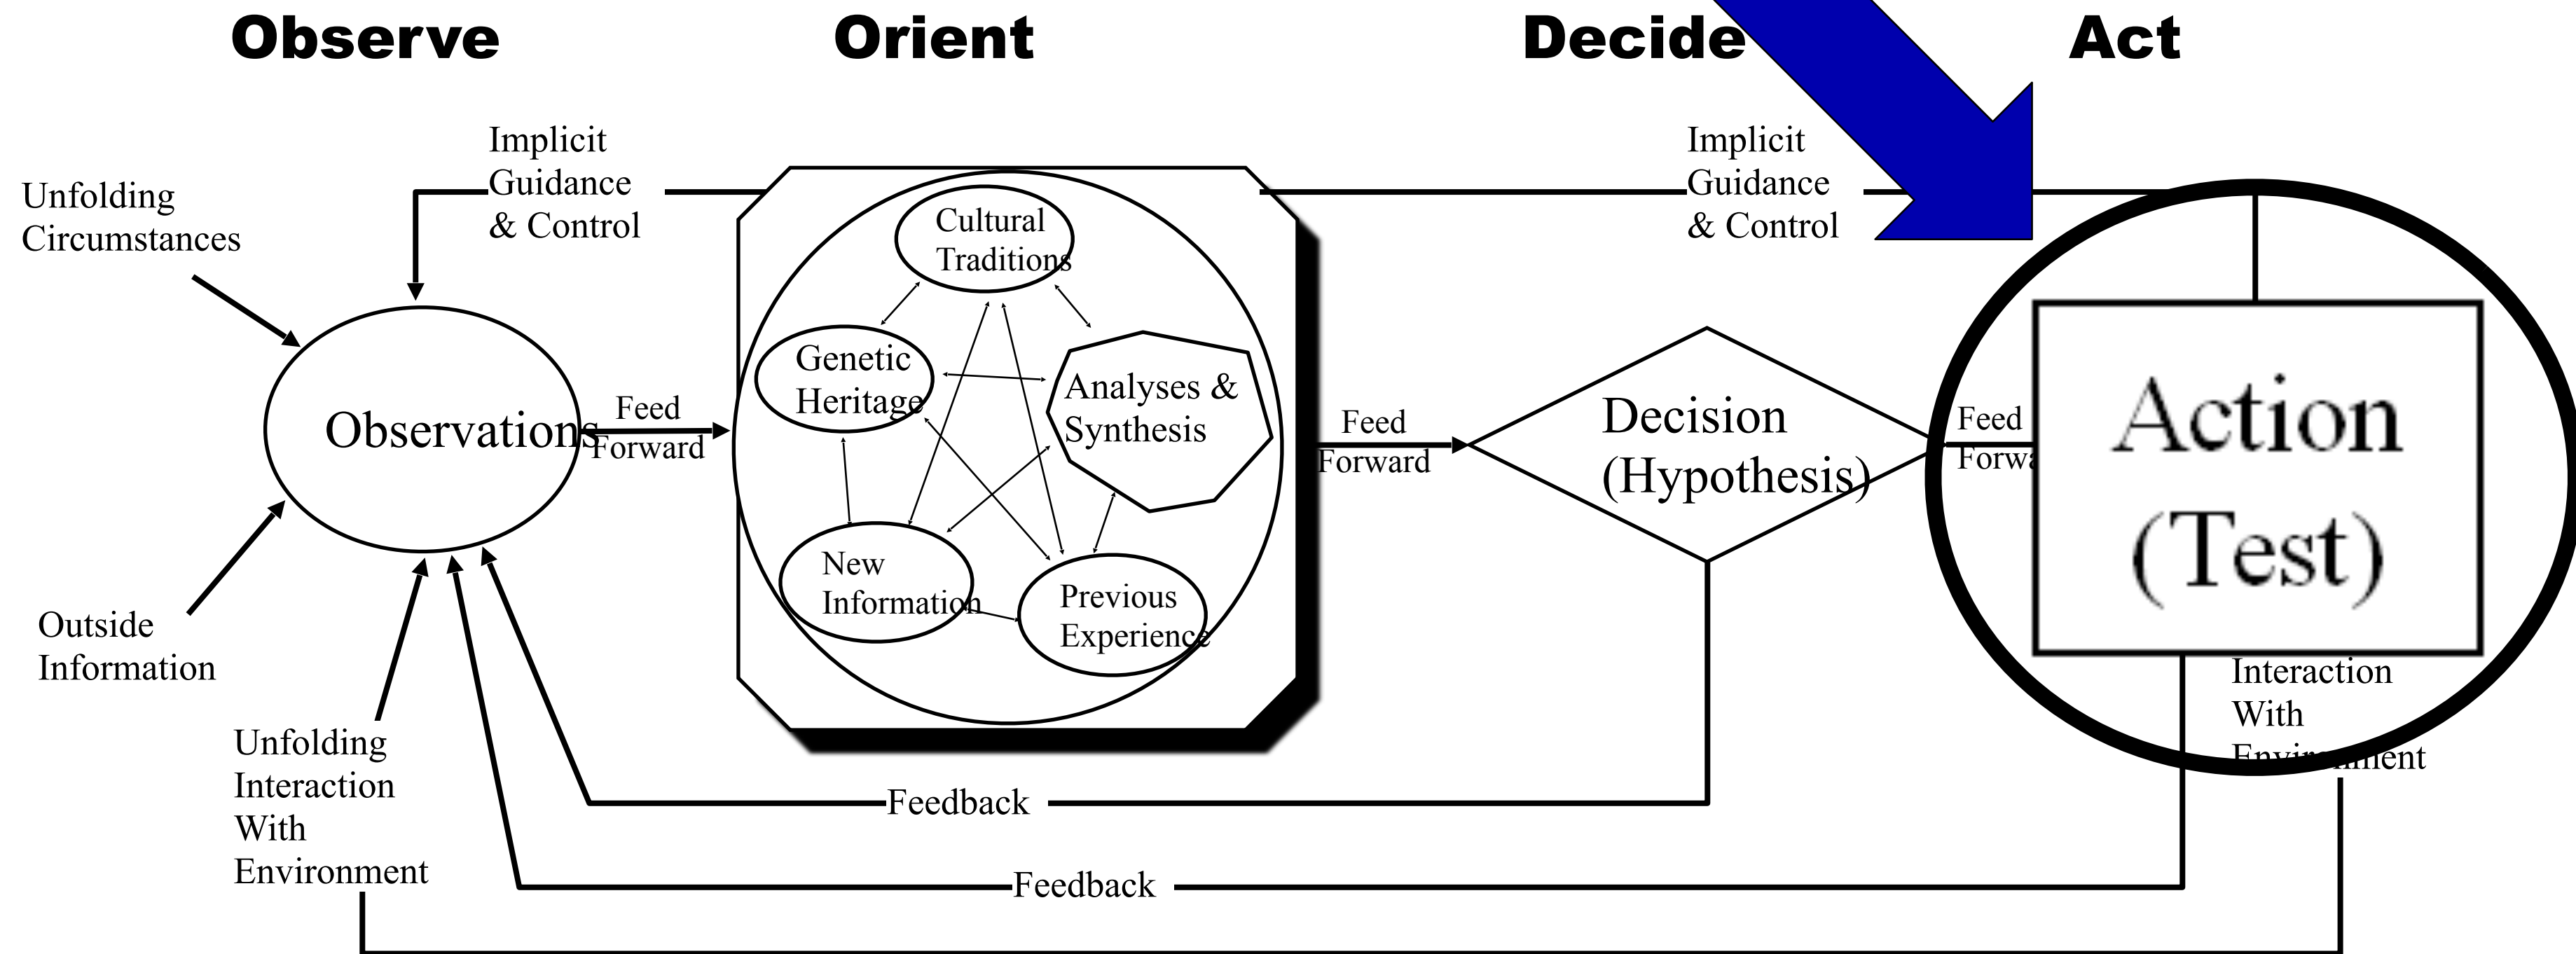 Observe
Orient
Decide
Act
Implicit
Guidance
& Control
Implicit
Guidance
& Control
Unfolding
Circumstances
Cultural
Traditions
Genetic
Heritage
Analyses &
Synthesis
New
Information
Previous
Experience
Observations
Feed
Forward
Feed
Forward
Decision
(Hypothesis)
Feed
Forwa
Action
(Test)
Outside
Information
Unfolding
Interaction
With
Environment
Interaction
With
Environment
Feedback
Feedback